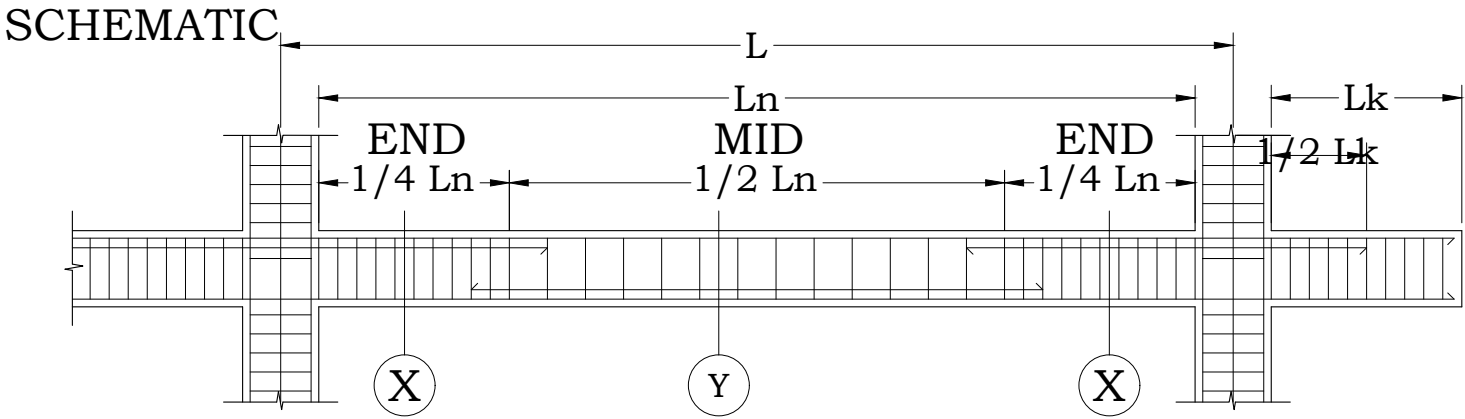 SCHEMATIC
L
Ln
Lk
END
MID
END
1/2 Lk
1/4 Ln
1/2 Ln
1/4 Ln
X
Y
X